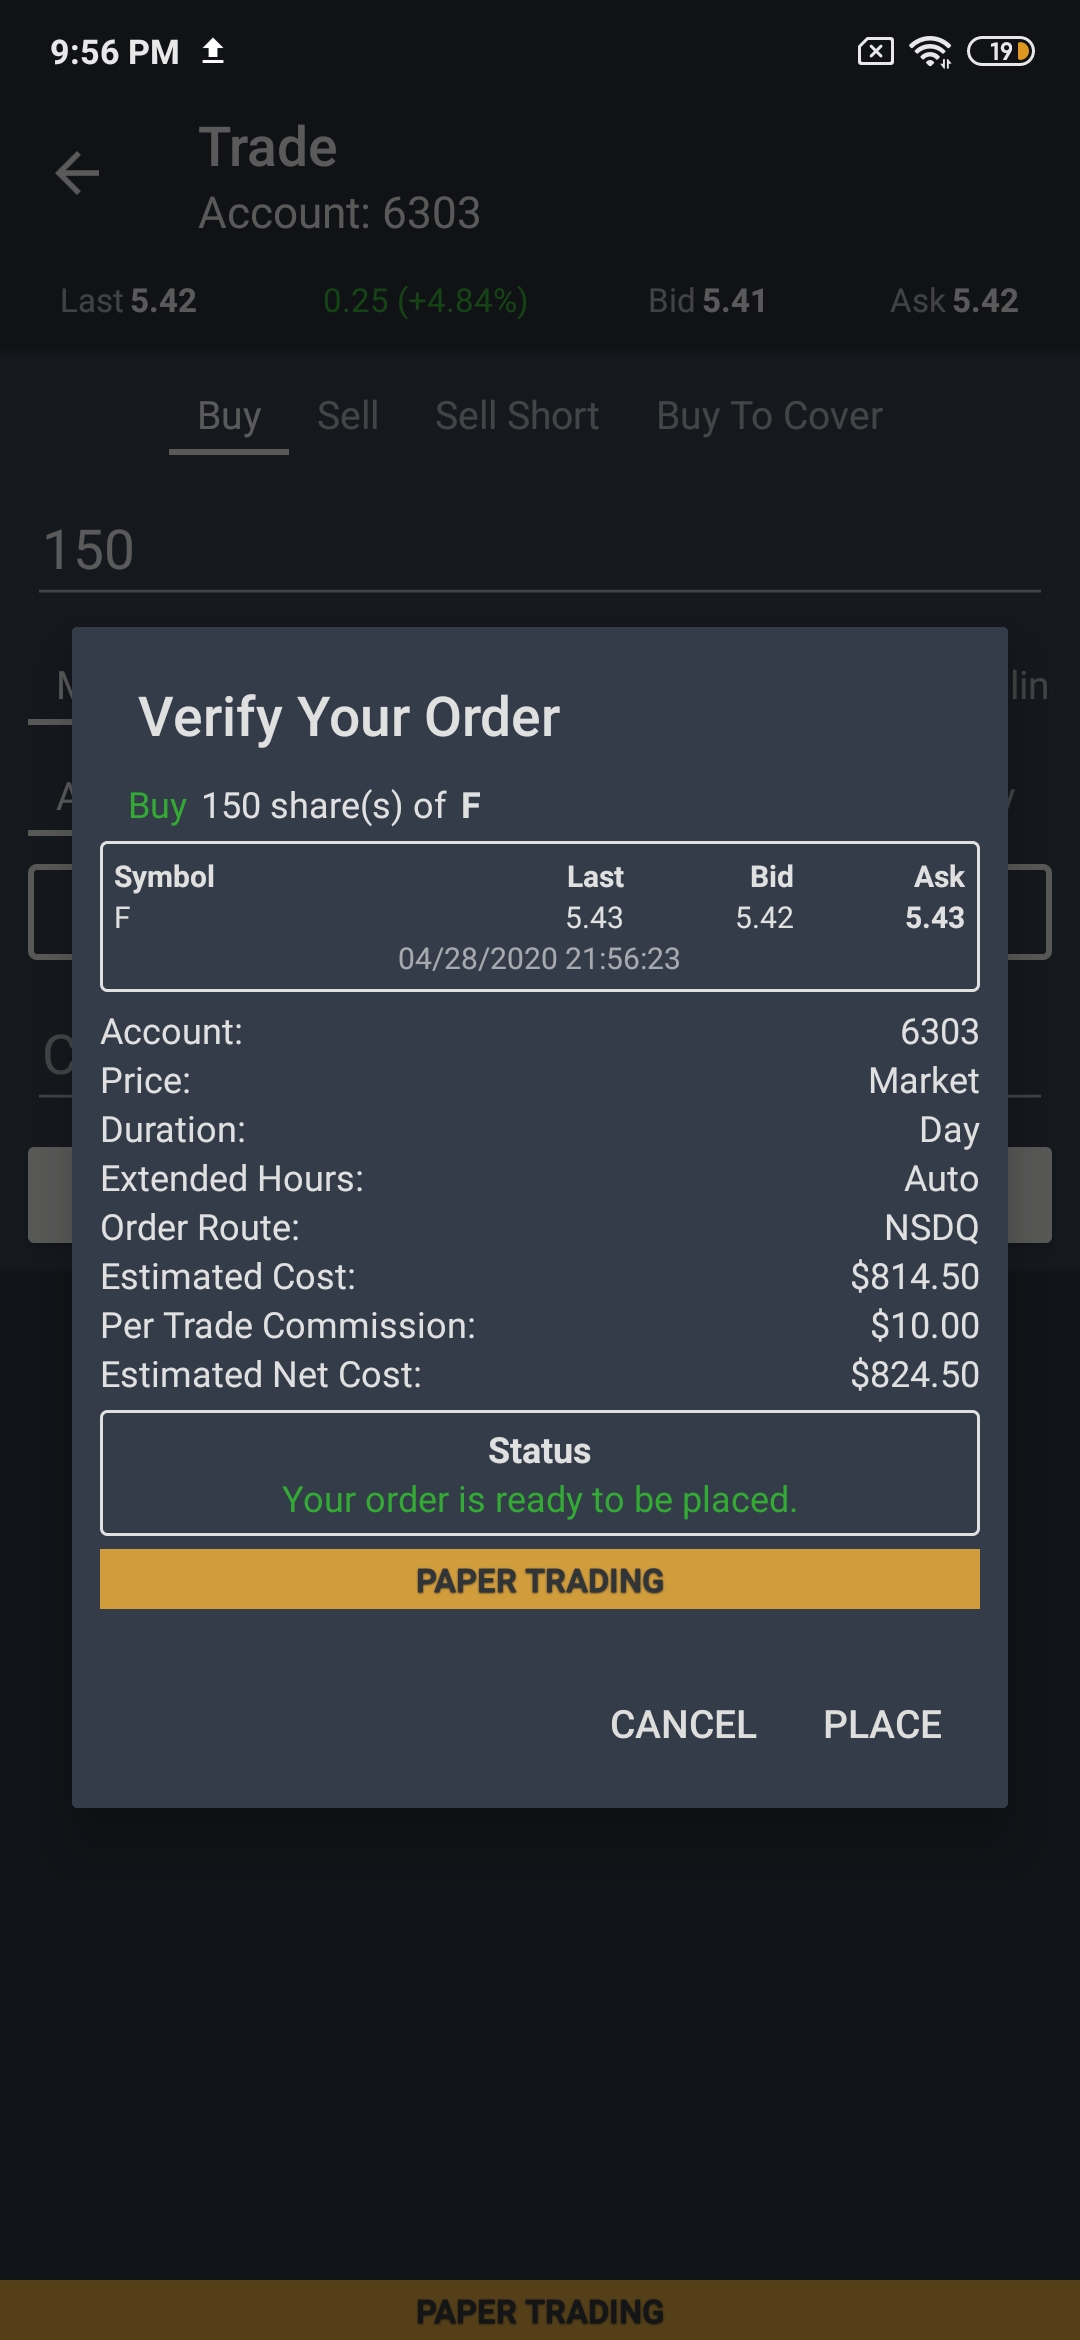 9:56 PM
19
Trade
Account: 6303
Last 5.42 0.25 (+4.84%) Bid 5.41 Ask 5.42
Buy Sell Sell Short Buy To Cover
150
Verify Your Order
Buy 150 share(s) of F
Symbol Last Bid Ask
F 5.43 5.42 5.43
04/28/2020 21:56:23
Account: 6303
Price: Market
Duration: Day
Extended Hours: Auto
Order Route: NSDQ
Estimated Cost: $814.50
Per Trade Commission: $10.00
Estimated Net Cost: $824.50
Status
Your order is ready to be placed.
PAPER TRADING
CANCEL PLACE
PAPER TRADING